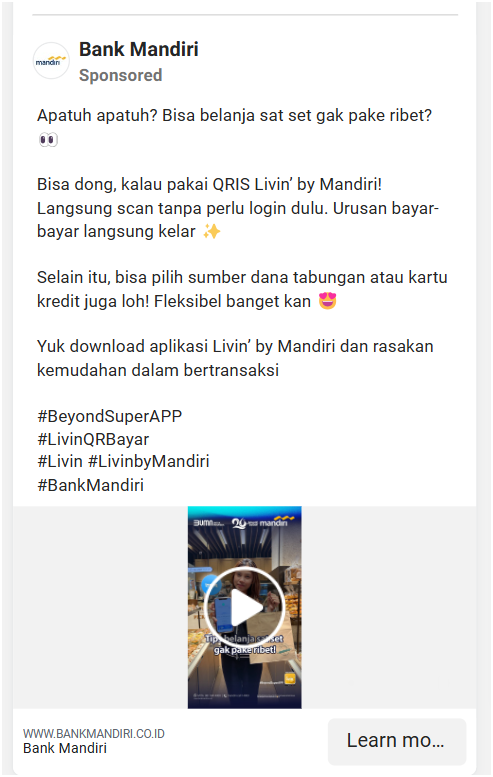 mandiri
Bank Mandiri
Sponsored
Apatuh apatuh? Bisa belanja sat set gak pake ribet?
👀
Bisa dong, kalau pakai QRIS Livin’ by Mandiri!
Langsung scan tanpa perlu login dulu. Urusan bayar-
bayar langsung kelar ✨
Selain itu, bisa pilih sumber dana tabungan atau kartu
kredit juga loh! Fleksibel banget kan 😍
Yuk download aplikasi Livin’ by Mandiri dan rasakan
kemudahan dalam bertransaksi
#BeyondSuperAPP
#LivinQRBayar
#Livin #LivinbyMandiri
#BankMandiri
BUMN mandiri
Tips belanja sat set
gak pake ribet!
WWW.BANKMANDIRI.CO.ID
Bank Mandiri
Learn mo...